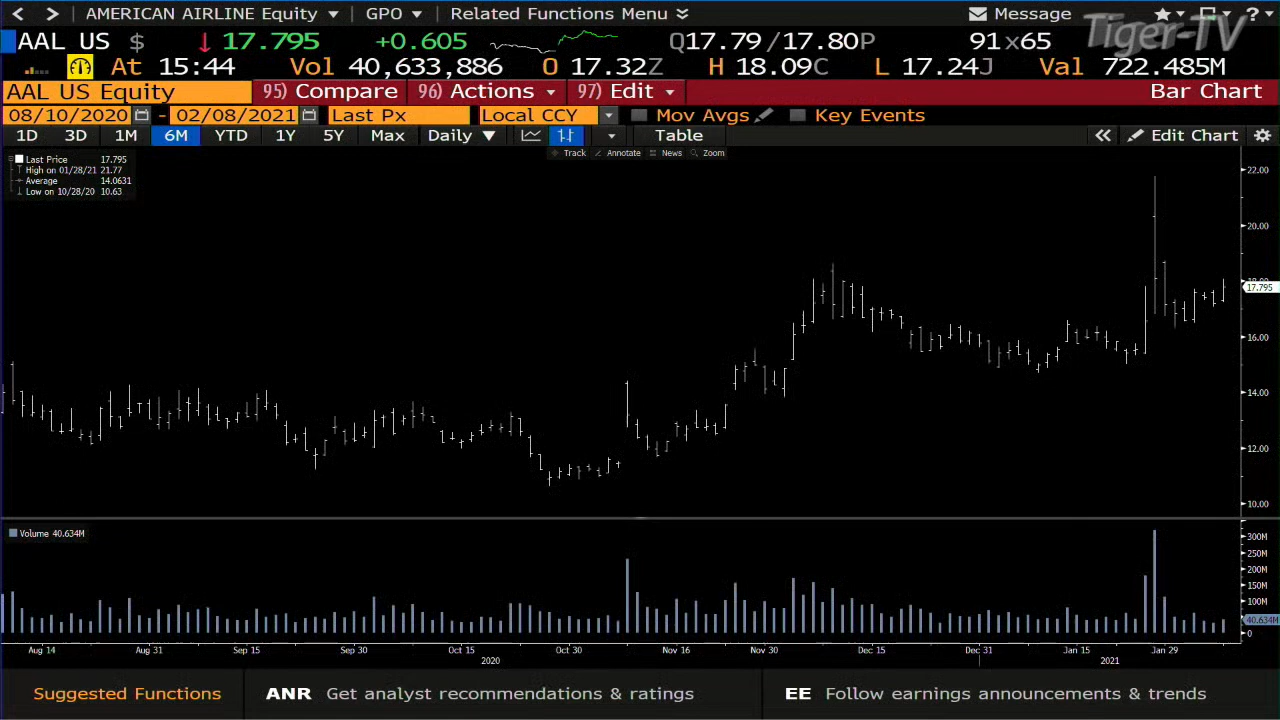 < > AMERICAN AIRLINE Equity ▼ GPO ▼ Related Functions Menu Message ?
AAL US $ ↓ 17.795 +0.605 Q17.79/17.80P 91x65 Tiger-TV
At 15:44 Vol 40,633,886 O 17.32Z H 18.09C L 17.24J Val 722.485M
AAL US Equity 95) Compare 96) Actions 97) Edit Bar Chart
08/10/2020 - 02/08/2021 Last Px Local CCY Mov Avgs Key Events
1D 3D 1M 6M YTD 1Y 5Y Max Daily ▼ Table « Edit Chart
Track Annotate News Zoom
Last Price 17.795
High on 01/28/21 21.77
Average 14.0631
Low on 10/28/20 10.63
22.00
20.00
17.795
16.00
14.00
12.00
10.00
Volume 40.634M
300M
250M
200M
150M
100M
40.634M
0
Aug 14 Aug 31 Sep 15 Sep 30 Oct 15 Oct 30 Nov 16 Nov 30 Dec 15 Dec 31 Jan 15 Jan 29
2020 2021
Suggested Functions ANR Get analyst recommendations & ratings EE Follow earnings announcements & trends